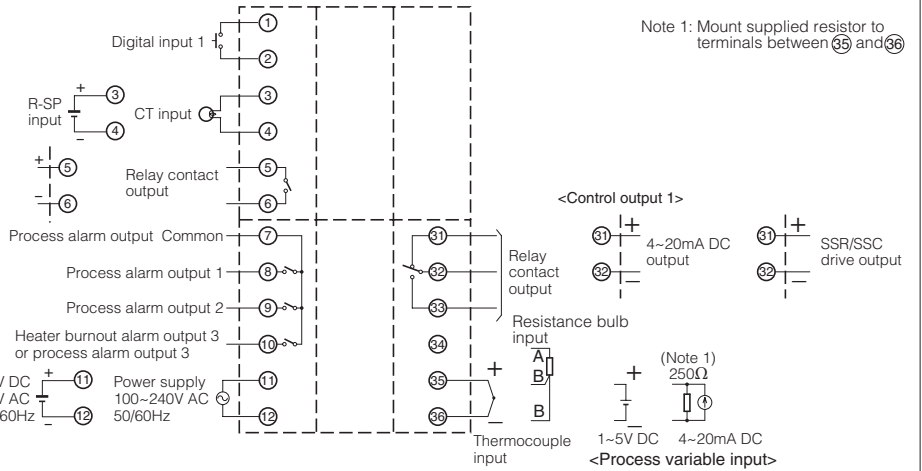 Note 1: Mount supplied resistor to
terminals between ㉟ and ㊱
①
Digital input 1
②
R-SP
input
+
③
④
−
CT input
③
④
+
⑤
−
⑥
Relay contact
output
⑤
⑥
Process alarm output Common
⑦
Process alarm output 1
⑧
Process alarm output 2
⑨
Heater burnout alarm output 3
or process alarm output 3
⑩
V DC
V AC
/60Hz
+
⑪
−
⑫
Power supply
100~240V AC
50/60Hz
⑪
⑫
㉛
㉜
㉝
Relay
contact
output
㉞
㉟
㊱
+
−
Thermocouple
input
Resistance bulb
input
A
B
B
<Control output 1>
㉛
+
㉜
−
4~20mA DC
output
㉛
+
㉜
−
SSR/SSC
drive output
+
−
1~5V DC
(Note 1)
250Ω
4~20mA DC
<Process variable input>